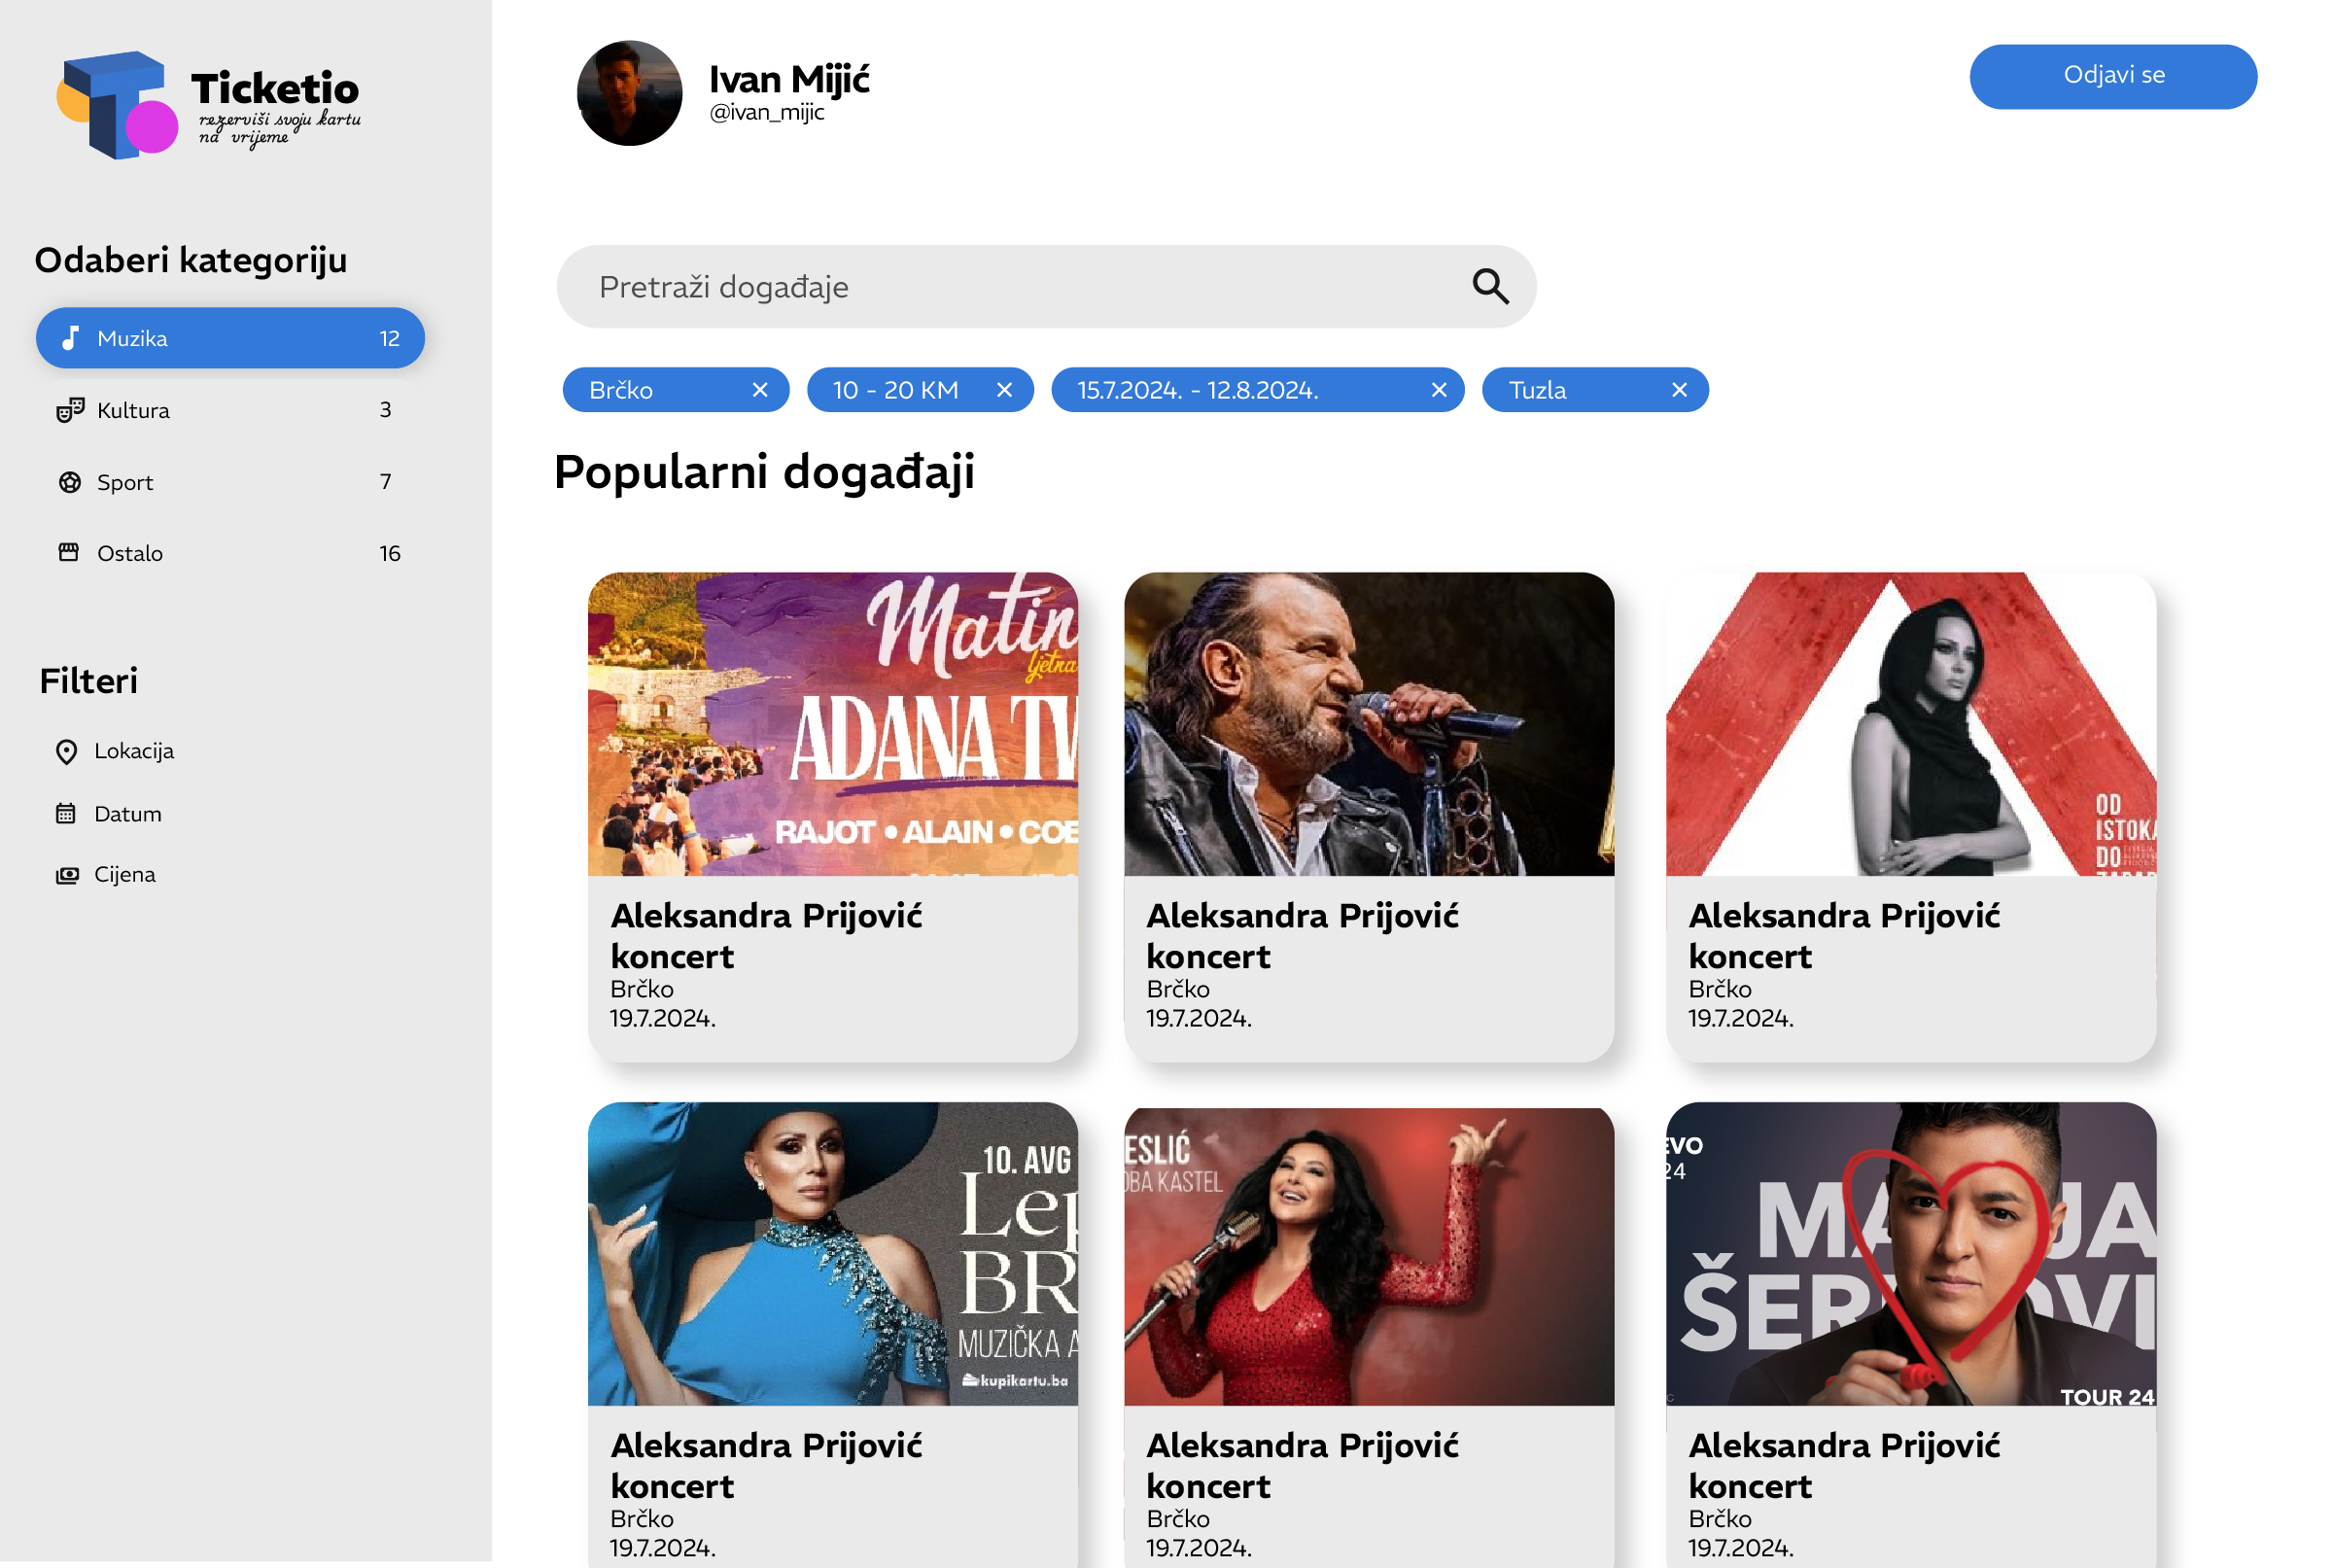 Ticketio
rezerviši svoju kartu
na vrijeme
Odaberi kategoriju
Muzika 12
Kultura 3
Sport 7
Ostalo 16
Filteri
Lokacija
Datum
Cijena
Ivan Mijić
@ivan_mijic
Odjavi se
Pretraži događaje
Brčko
10 - 20 KM
15.7.2024. - 12.8.2024.
Tuzla
Popularni događaji
Matin
ljetna
ADANA TW
RAJOT • ALAIN • COE
Aleksandra Prijović
koncert
Brčko
19.7.2024.
Aleksandra Prijović
koncert
Brčko
19.7.2024.
OD
ISTOKA
DO
Aleksandra Prijović
koncert
Brčko
19.7.2024.
10. AVG
Lep
BR
MUZIČKA A
kupikartu.ba
Aleksandra Prijović
koncert
Brčko
19.7.2024.
ESLIĆ
OBA KASTEL
Aleksandra Prijović
koncert
Brčko
19.7.2024.
EVO
24
MA JA
ŠER OVI
TOUR 24
Aleksandra Prijović
koncert
Brčko
19.7.2024.